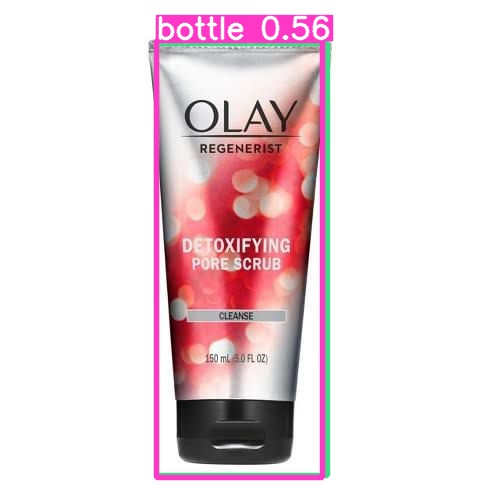 bottle 0.56
OLAY
REGENERIST
DETOXIFYING
PORE SCRUB
CLEANSE
150 mL (5.0 FL OZ)